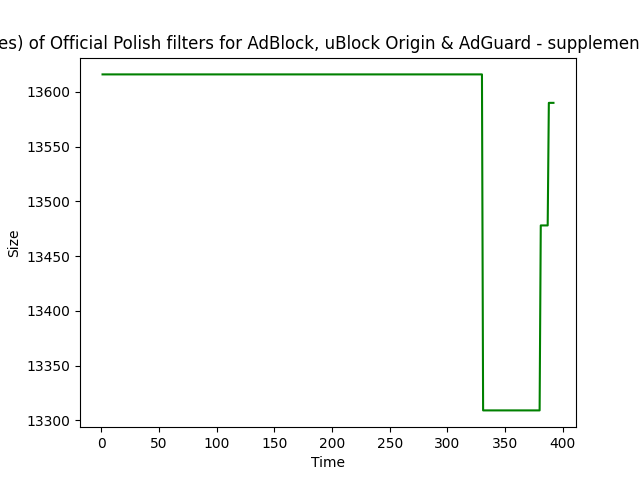 es) of Official Polish filters for AdBlock, uBlock Origin & AdGuard - supplemen
13600
13550
13500
13450
13400
13350
13300
Size
0 50 100 150 200 250 300 350 400
Time